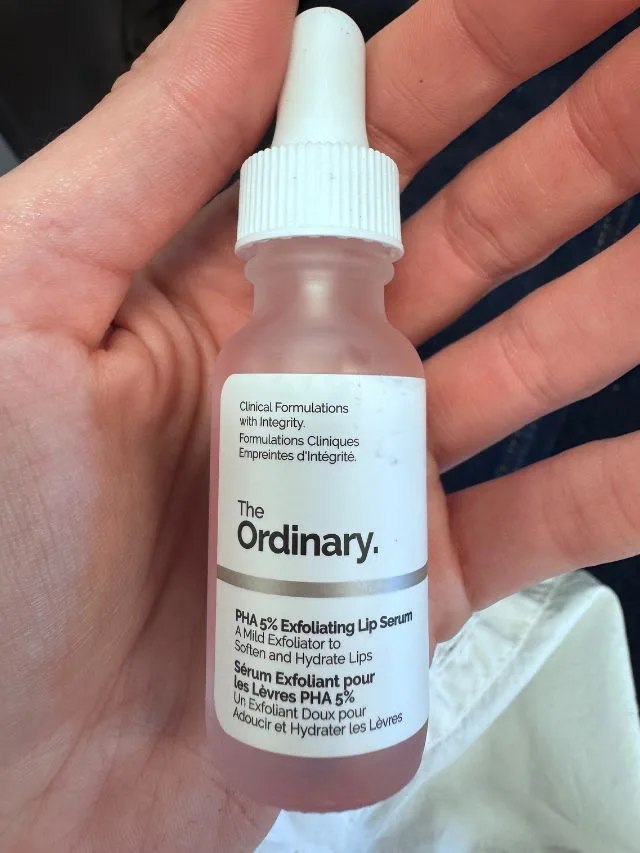 Clinical Formulations
with Integrity.
Formulations Cliniques
Empreintes d'Intégrité.
The
Ordinary.
PHA 5% Exfoliating Lip Serum
A Mild Exfoliator to
Soften and Hydrate Lips
Sérum Exfoliant pour
les Lèvres PHA 5%
Un Exfoliant Doux pour
Adoucir et Hydrater les Lèvres